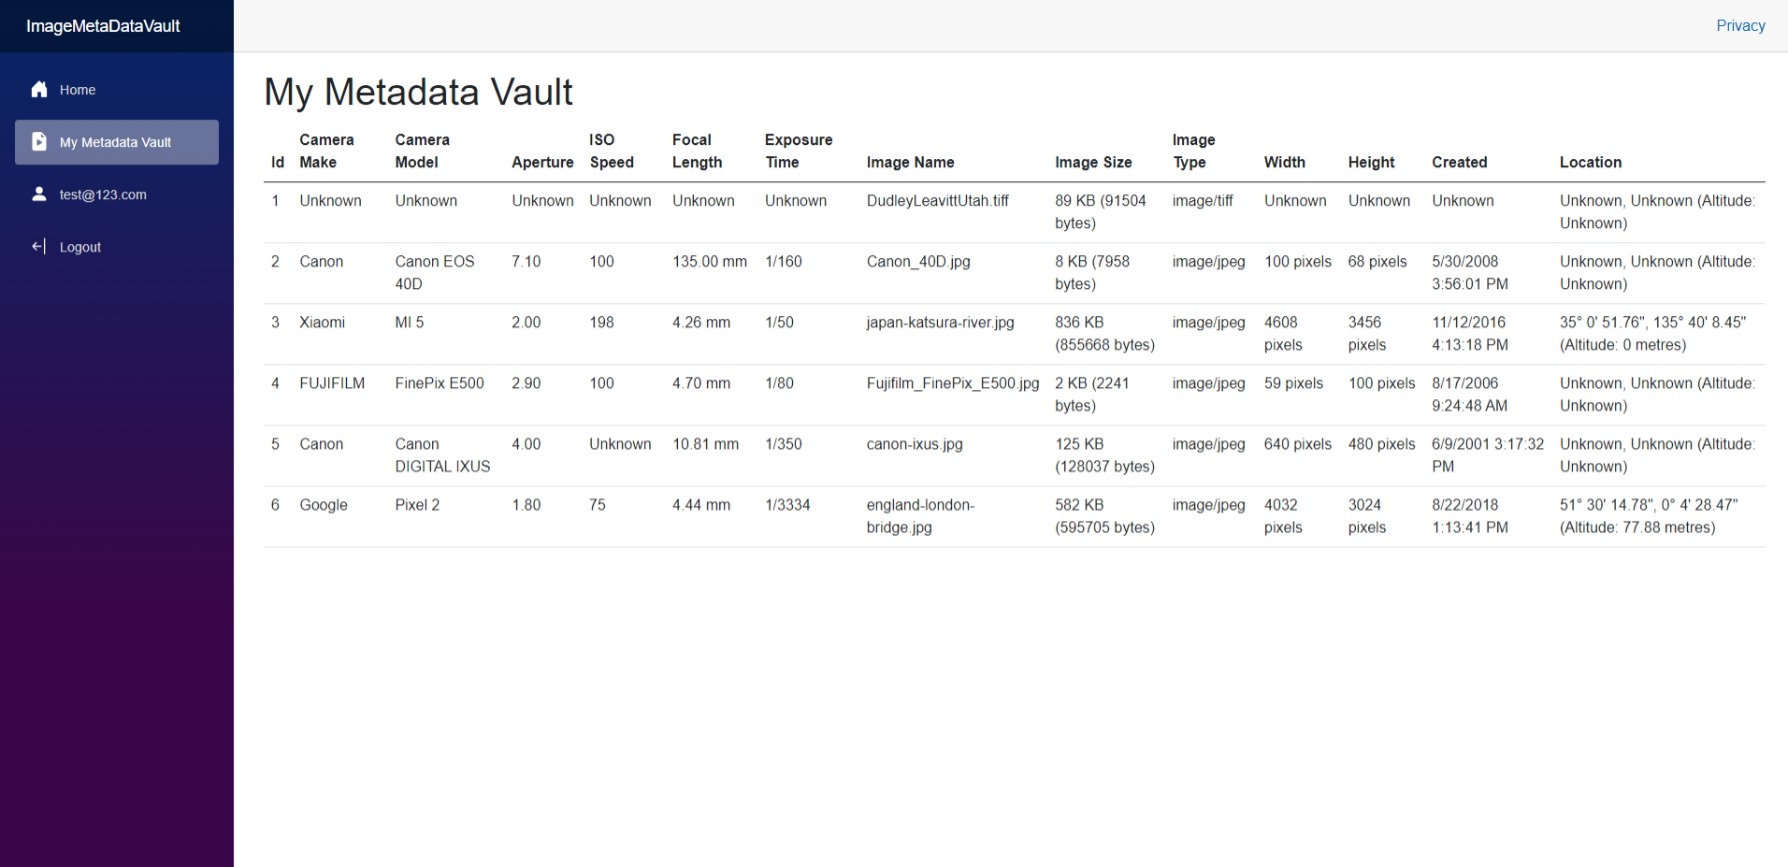 ImageMetaDataVault
Privacy
Home
My Metadata Vault
test@123.com
Logout
My Metadata Vault
Id Camera Make Camera Model Aperture ISO Speed Focal Length Exposure Time Image Name Image Size Image Type Width Height Created Location
1 Unknown Unknown Unknown Unknown Unknown Unknown DudleyLeavittUtah.tiff 89 KB (91504 bytes) image/tiff Unknown Unknown Unknown Unknown, Unknown (Altitude: Unknown)
2 Canon Canon EOS 40D 7.10 100 135.00 mm 1/160 Canon_40D.jpg 8 KB (7958 bytes) image/jpeg 100 pixels 68 pixels 5/30/2008 3:56:01 PM Unknown, Unknown (Altitude: Unknown)
3 Xiaomi MI 5 2.00 198 4.26 mm 1/50 japan-katsura-river.jpg 836 KB (855668 bytes) image/jpeg 4608 pixels 3456 pixels 11/12/2016 4:13:18 PM 35° 0' 51.76", 135° 40' 8.45" (Altitude: 0 metres)
4 FUJIFILM FinePix E500 2.90 100 4.70 mm 1/80 Fujifilm_FinePix_E500.jpg 2 KB (2241 bytes) image/jpeg 59 pixels 100 pixels 8/17/2006 9:24:48 AM Unknown, Unknown (Altitude: Unknown)
5 Canon Canon DIGITAL IXUS 4.00 Unknown 10.81 mm 1/350 canon-ixus.jpg 125 KB (128037 bytes) image/jpeg 640 pixels 480 pixels 6/9/2001 3:17:32 PM Unknown, Unknown (Altitude: Unknown)
6 Google Pixel 2 1.80 75 4.44 mm 1/3334 england-london-bridge.jpg 582 KB (595705 bytes) image/jpeg 4032 pixels 3024 pixels 8/22/2018 1:13:41 PM 51° 30' 14.78", 0° 4' 28.47" (Altitude: 77.88 metres)